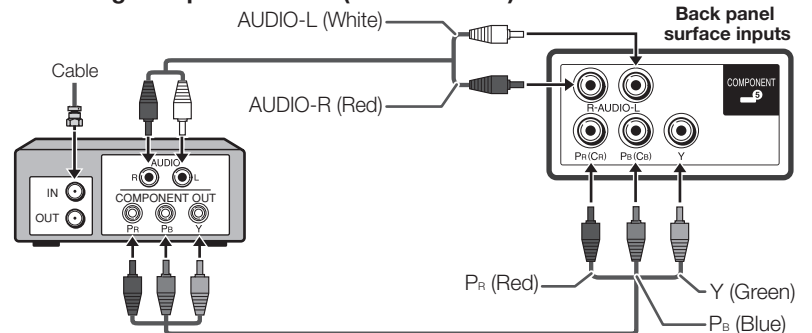 AUDIO-L (White)
Back panel
surface inputs
Cable
AUDIO-R (Red)
COMPONENT
5
R-AUDIO-L
PR(CR) PB(CB) Y
AUDIO
R L
IN
COMPONENT OUT
OUT
PR PB Y
PR (Red)
Y (Green)
PB (Blue)